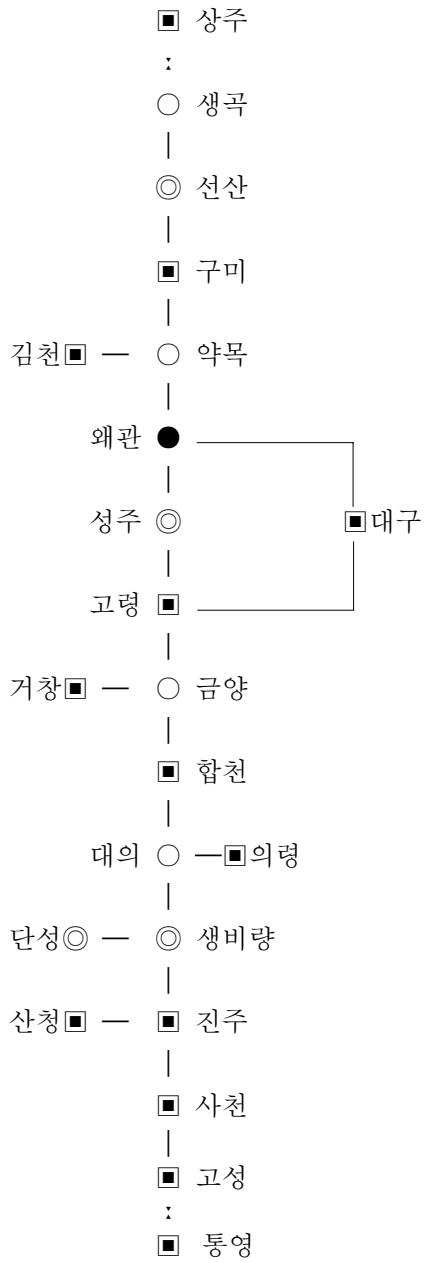 ▣ 상주
:
○ 생곡
|
◎ 선산
|
▣ 구미
|
김천▣ — ○ 약목
|
왜관 ●
|
성주 ◎ ▣대구
|
고령 ▣
|
거창▣ — ○ 금양
|
▣ 합천
|
대의 ○ —▣의령
|
단성◎ — ◎ 생비량
|
산청▣ — ▣ 진주
|
▣ 사천
|
▣ 고성
:
▣ 통영